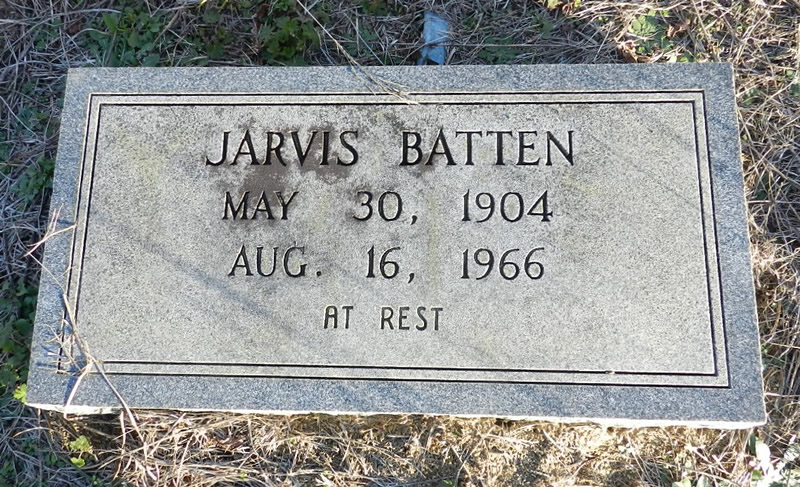 JARVIS BATTEN
MAY 30, 1904
AUG. 16, 1966
AT REST